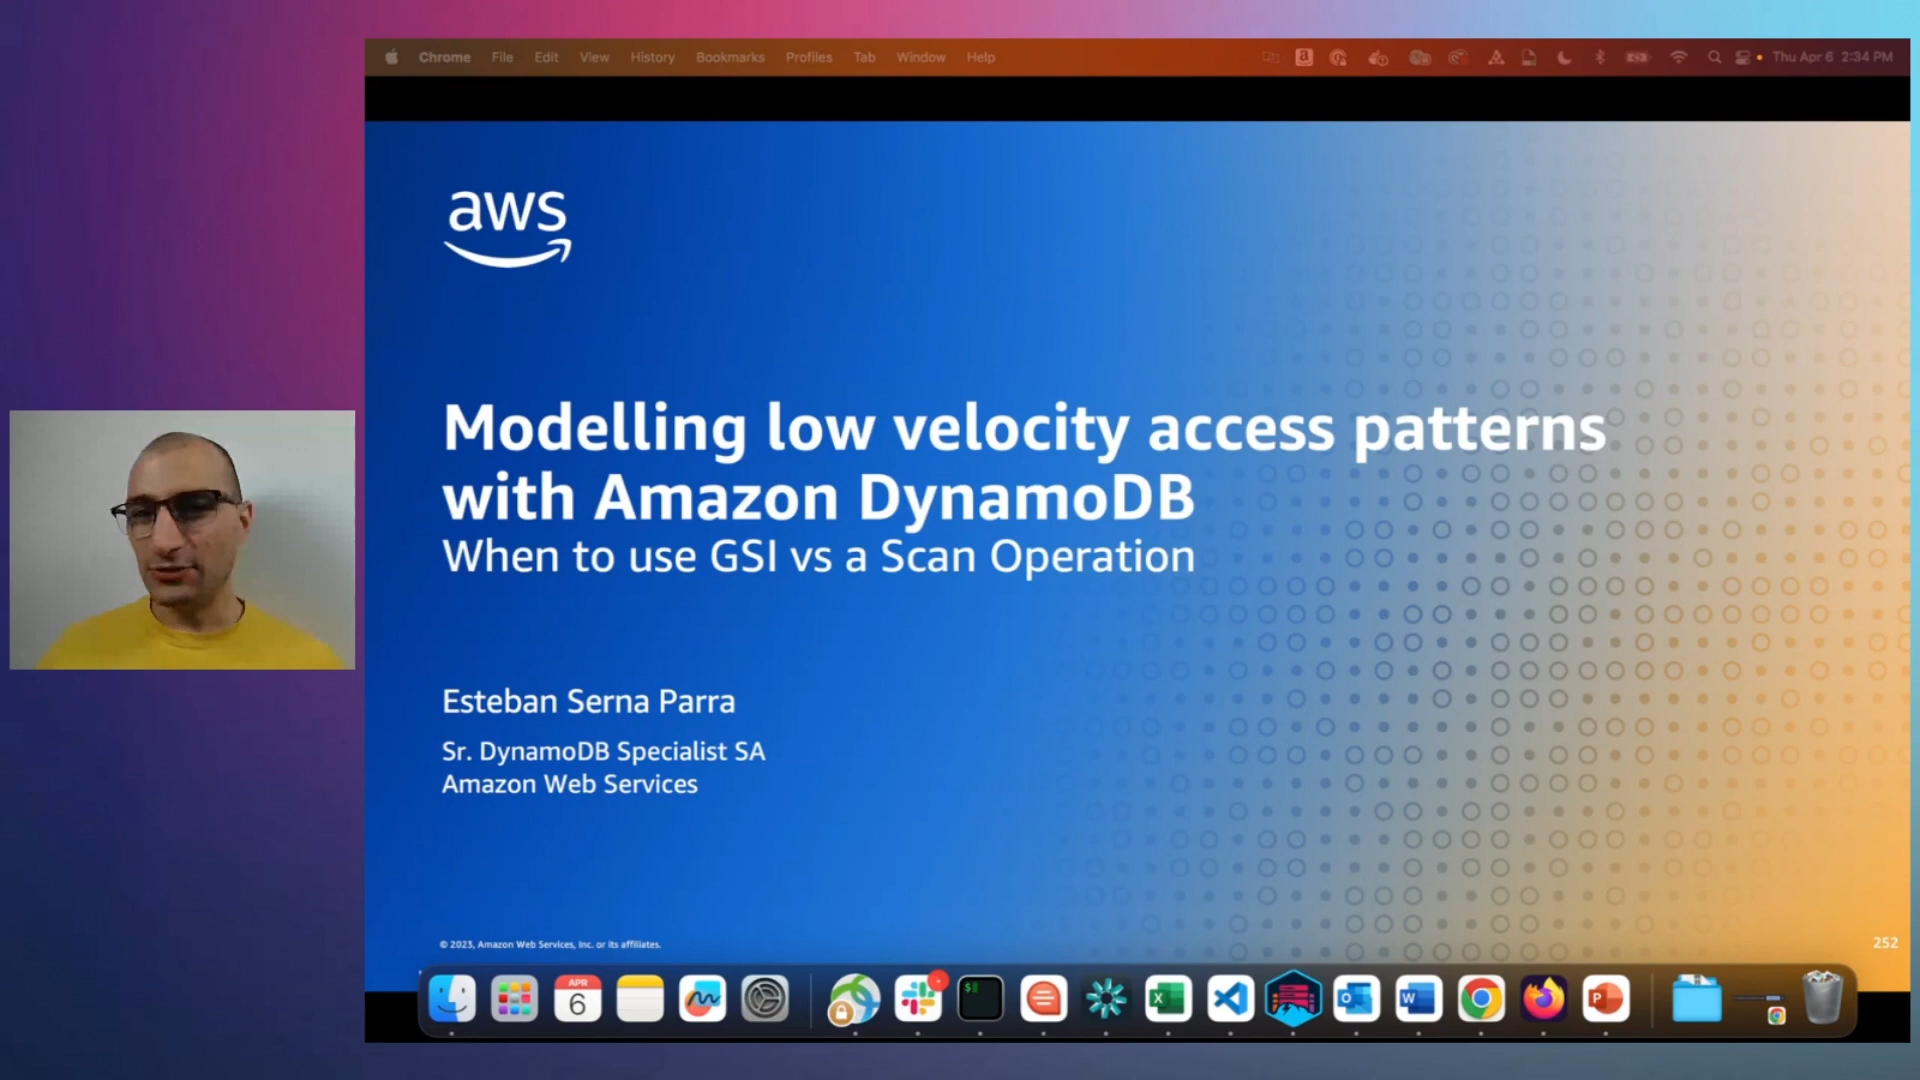 Chrome File Edit View History Bookmarks Profiles Tab Window Help
Thu Apr 6 2:34 PM
aws
Modelling low velocity access patterns
with Amazon DynamoDB
When to use GSI vs a Scan Operation
Esteban Serna Parra
Sr. DynamoDB Specialist SA
Amazon Web Services
© 2023, Amazon Web Services, Inc. or its affiliates.
252
APR
6